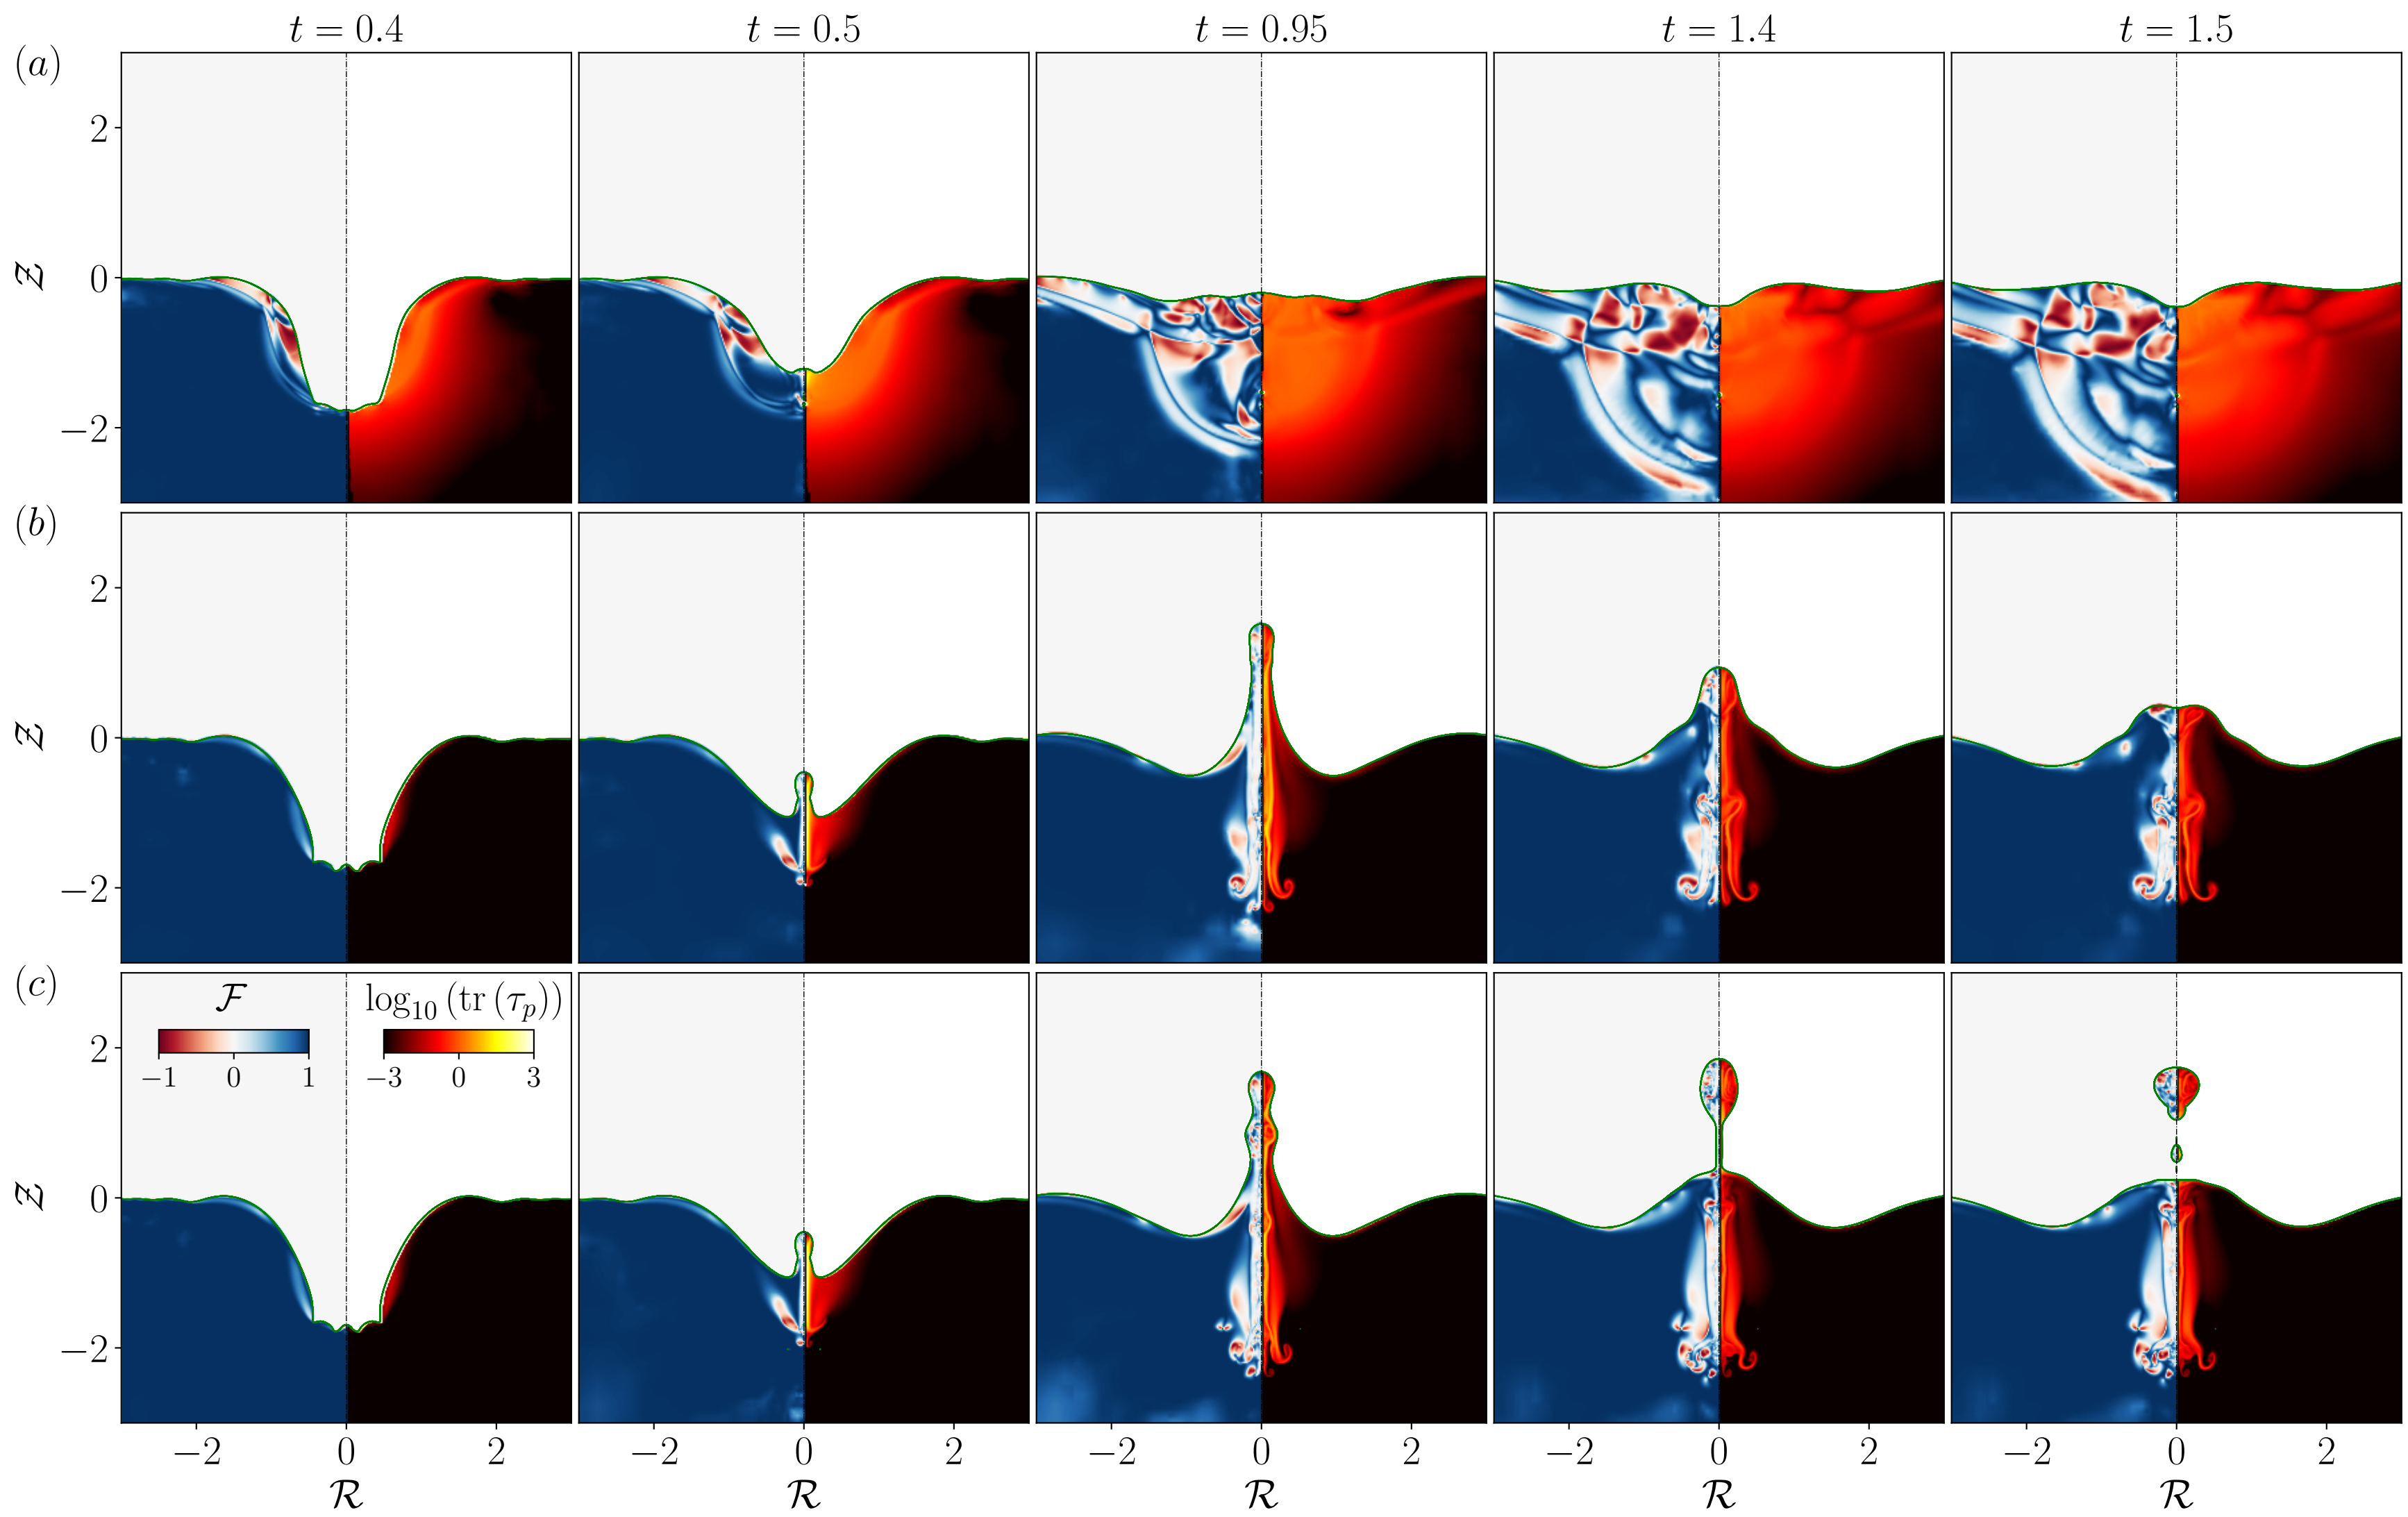 t = 0.4 t = 0.5 t = 0.95 t = 1.4 t = 1.5
(a)
2
𝒵 0
−2
(b)
2
𝒵 0
−2
(c)
ℱ log₁₀ (tr (τₚ))
−1 0 1 −3 0 3
2
𝒵 0
−2
−2 0 2 −2 0 2 −2 0 2 −2 0 2 −2 0 2
ℛ ℛ ℛ ℛ ℛ